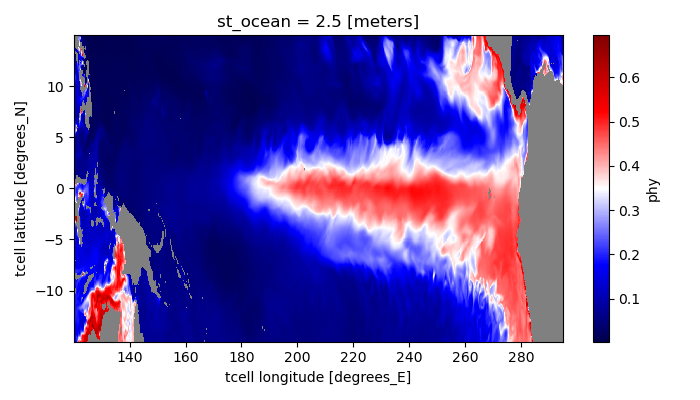 st_ocean = 2.5 [meters]
10
5
0
−5
−10
tcell latitude [degrees_N]
140 160 180 200 220 240 260 280
tcell longitude [degrees_E]
0.6
0.5
0.4
0.3
0.2
0.1
phy